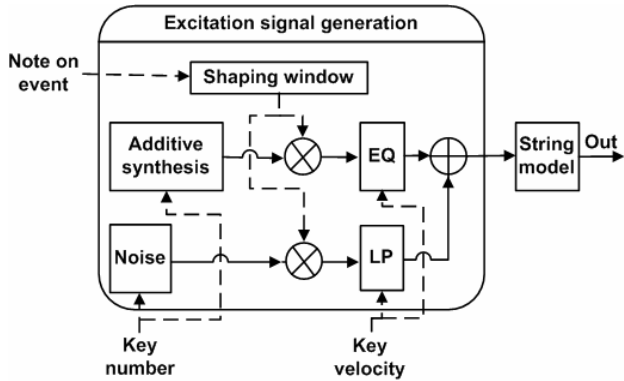 Excitation signal generation
Note on
event
Shaping window
Additive
synthesis
EQ
String
model
Out
Noise
LP
Key
number
Key
velocity